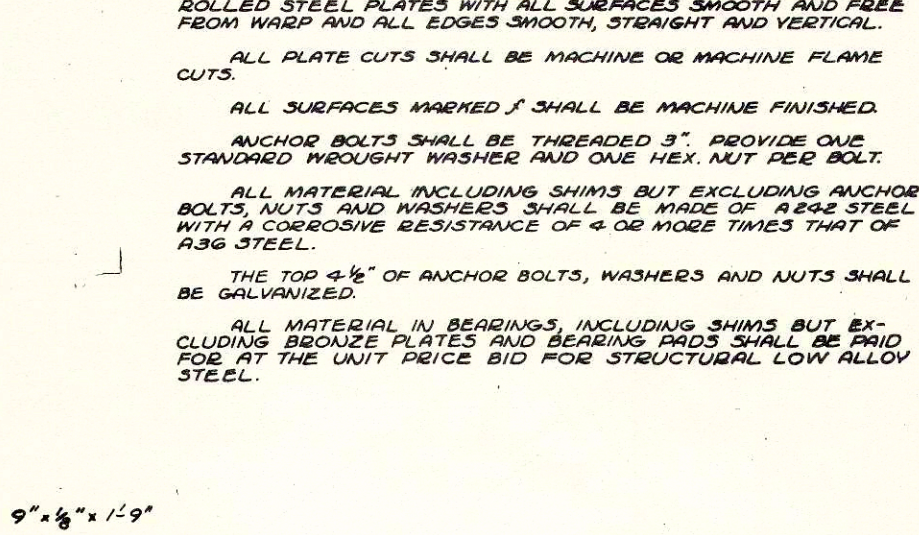 ROLLED STEEL PLATES WITH ALL SURFACES SMOOTH AND FREE
FROM WARP AND ALL EDGES SMOOTH, STRAIGHT AND VERTICAL.
ALL PLATE CUTS SHALL BE MACHINE OR MACHINE FLAME
CUTS.
ALL SURFACES MARKED ƒ SHALL BE MACHINE FINISHED.
ANCHOR BOLTS SHALL BE THREADED 3". PROVIDE ONE
STANDARD WROUGHT WASHER AND ONE HEX. NUT PER BOLT.
ALL MATERIAL INCLUDING SHIMS BUT EXCLUDING ANCHOR
BOLTS, NUTS AND WASHERS SHALL BE MADE OF A242 STEEL
WITH A CORROSIVE RESISTANCE OF 4 OR MORE TIMES THAT OF
A36 STEEL.
THE TOP 4½" OF ANCHOR BOLTS, WASHERS AND NUTS SHALL
BE GALVANIZED.
ALL MATERIAL IN BEARINGS, INCLUDING SHIMS BUT EX-
CLUDING BRONZE PLATES AND BEARING PADS SHALL BE PAID
FOR AT THE UNIT PRICE BID FOR STRUCTURAL LOW ALLOY
STEEL.
9" x ⅛" x 1'-9"